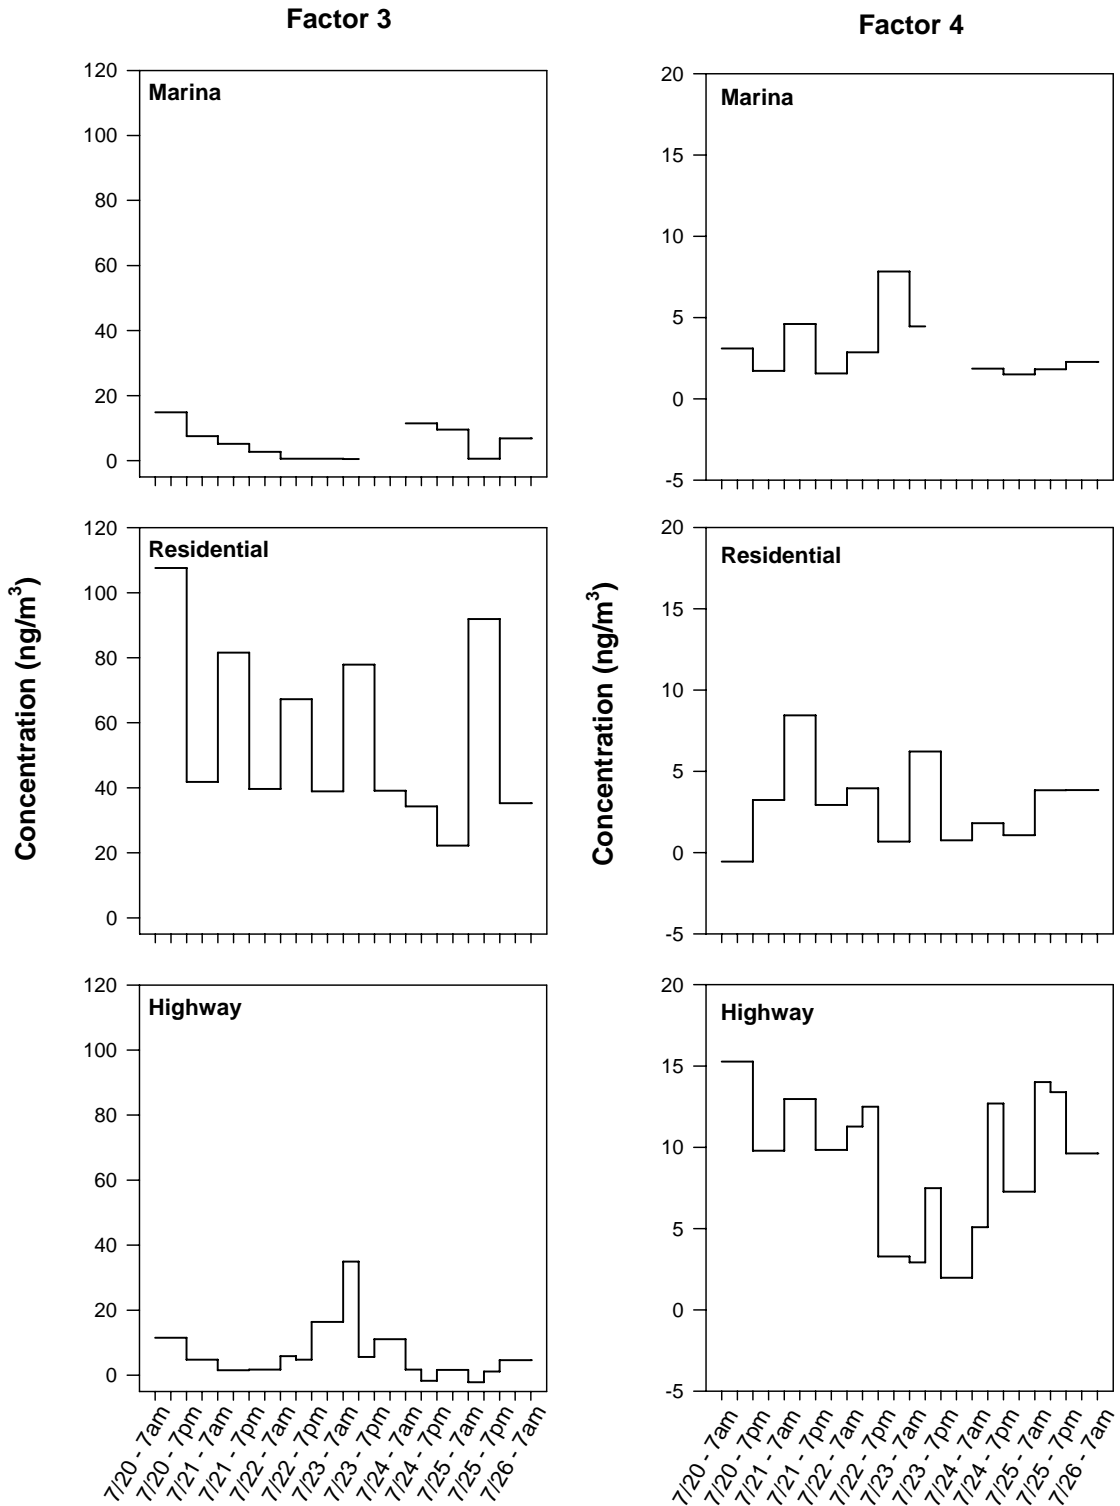 Factor 3
Factor 4
Concentration (ng/m³)
Marina
120
100
80
60
40
20
0
Residential
120
100
80
60
40
20
0
Highway
120
100
80
60
40
20
0
7/20 - 7am
7/20 - 7pm
7/21 - 7am
7/21 - 7pm
7/22 - 7am
7/22 - 7pm
7/23 - 7am
7/23 - 7pm
7/24 - 7am
7/24 - 7pm
7/25 - 7am
7/25 - 7pm
7/26 - 7am
Concentration (ng/m³)
Marina
20
15
10
5
0
-5
Residential
20
15
10
5
0
-5
Highway
20
15
10
5
0
-5
7/20 - 7am
7/20 - 7pm
7/21 - 7am
7/21 - 7pm
7/22 - 7am
7/22 - 7pm
7/23 - 7am
7/23 - 7pm
7/24 - 7am
7/24 - 7pm
7/25 - 7am
7/25 - 7pm
7/26 - 7am